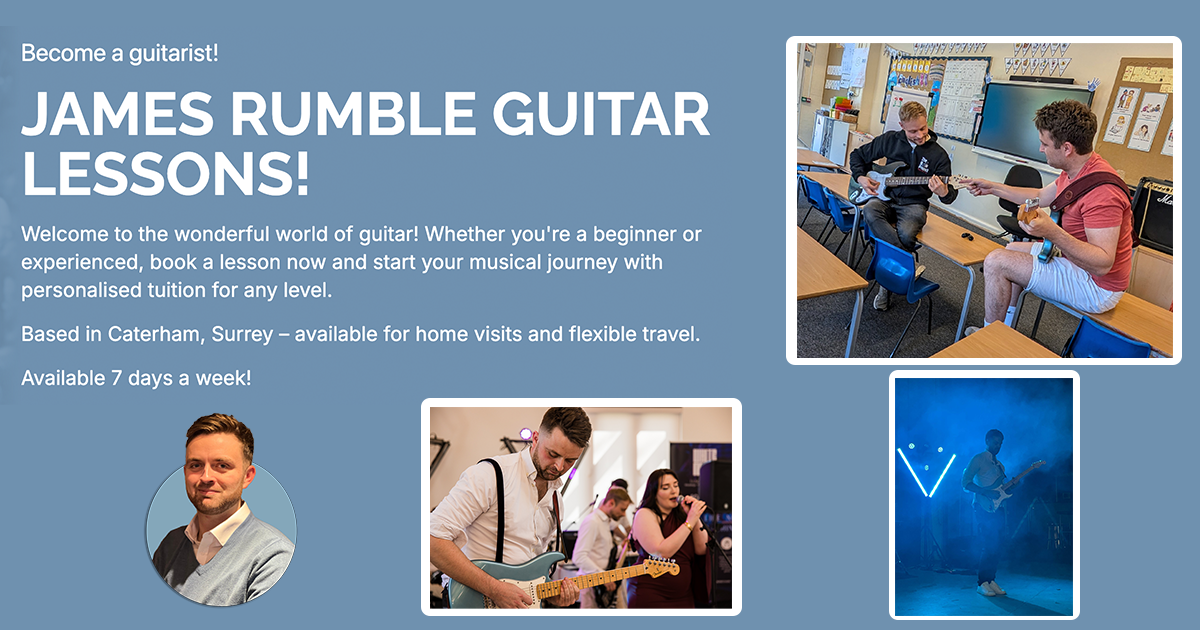 Become a guitarist!
JAMES RUMBLE GUITAR
LESSONS!
Welcome to the wonderful world of guitar! Whether you're a beginner or
experienced, book a lesson now and start your musical journey with
personalised tuition for any level.
Based in Caterham, Surrey – available for home visits and flexible travel.
Available 7 days a week!